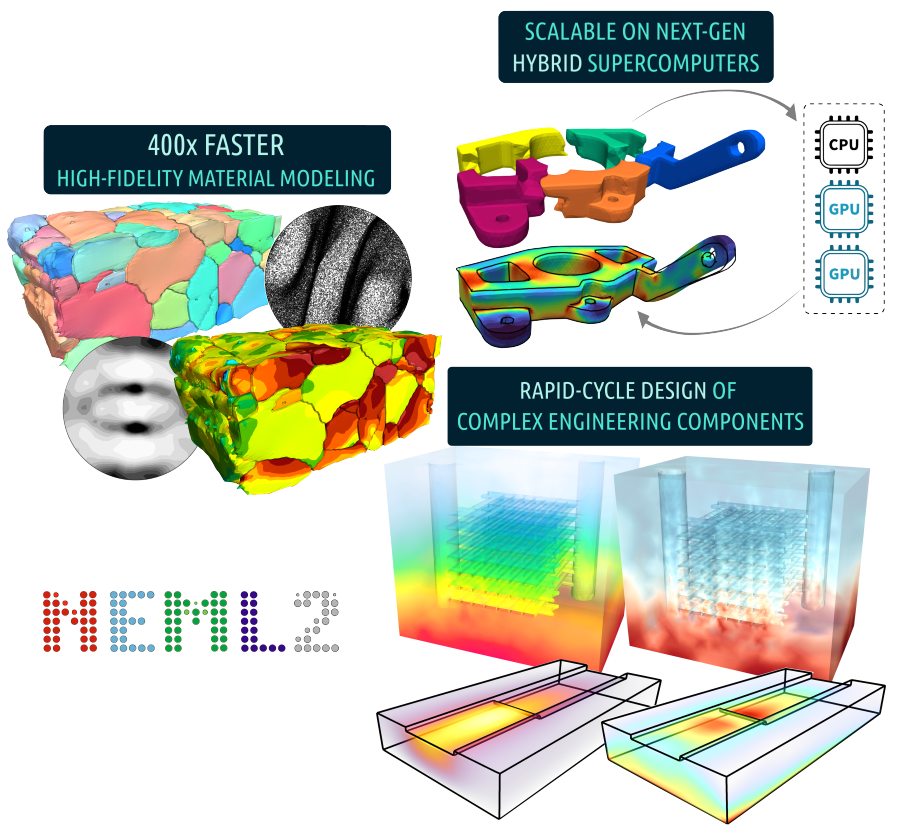 SCALABLE ON NEXT-GEN
HYBRID SUPERCOMPUTERS
400x FASTER
HIGH-FIDELITY MATERIAL MODELING
CPU
GPU
GPU
RAPID-CYCLE DESIGN OF
COMPLEX ENGINEERING COMPONENTS
NEML2